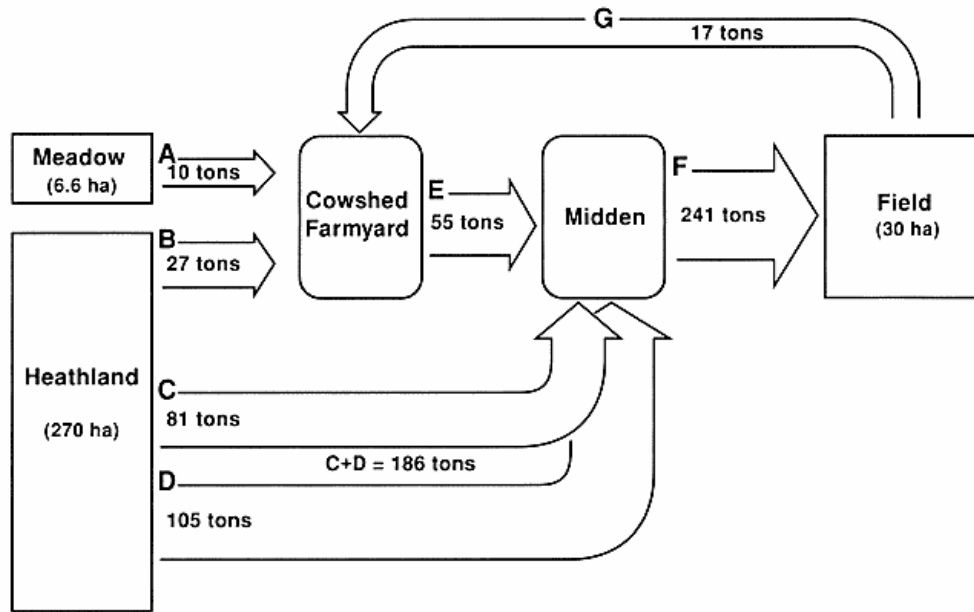 G
17 tons
Meadow
(6.6 ha)
A
10 tons
Cowshed
Farmyard
E
55 tons
Midden
F
241 tons
Field
(30 ha)
B
27 tons
Heathland
(270 ha)
C
81 tons
C+D = 186 tons
D
105 tons